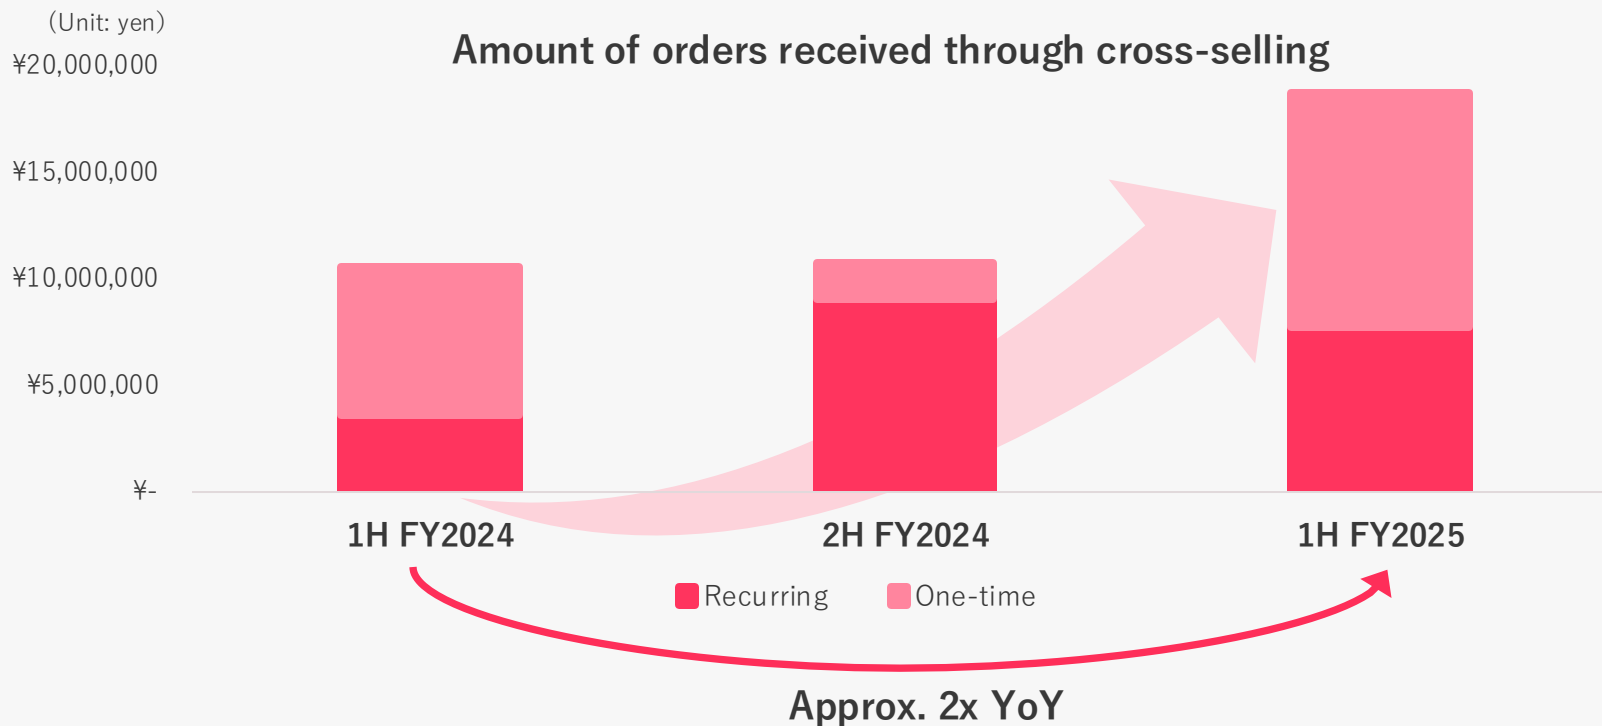 (Unit: yen)
Amount of orders received through cross-selling
¥20,000,000
¥15,000,000
¥10,000,000
¥5,000,000
¥-
1H FY2024
2H FY2024
1H FY2025
Recurring
One-time
Approx. 2x YoY